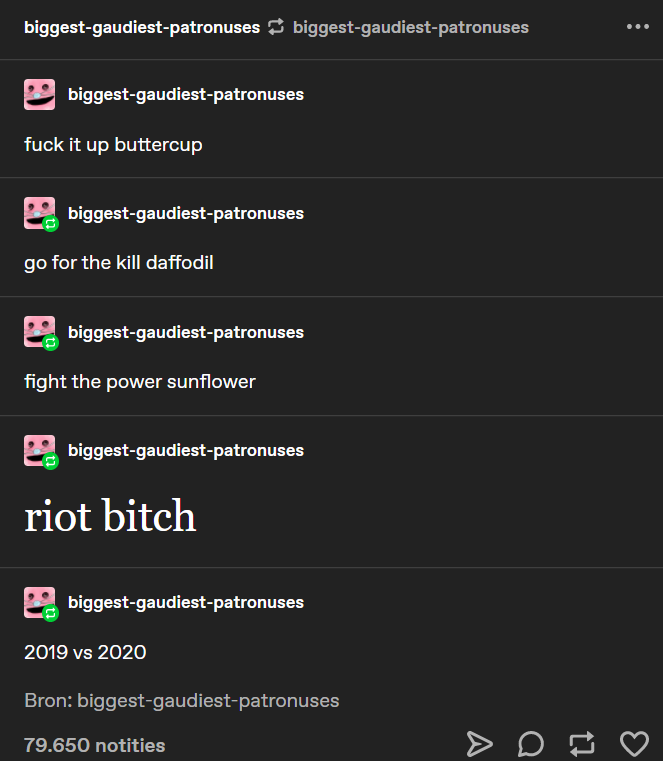 biggest-gaudiest-patronuses biggest-gaudiest-patronuses
biggest-gaudiest-patronuses
fuck it up buttercup
biggest-gaudiest-patronuses
go for the kill daffodil
biggest-gaudiest-patronuses
fight the power sunflower
biggest-gaudiest-patronuses
riot bitch
biggest-gaudiest-patronuses
2019 vs 2020
Bron: biggest-gaudiest-patronuses
79.650 notities